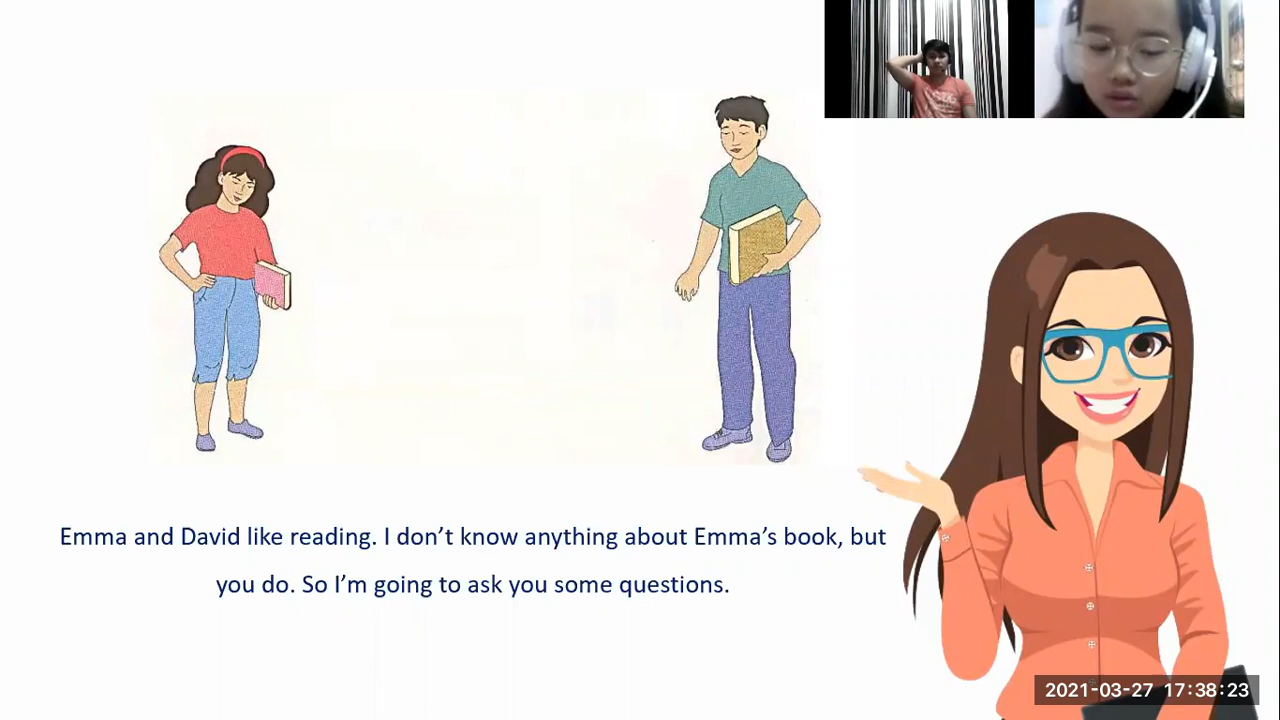 Emma and David like reading. I don’t know anything about Emma’s book, but
you do. So I’m going to ask you some questions.
2021-03-27 17:38:23